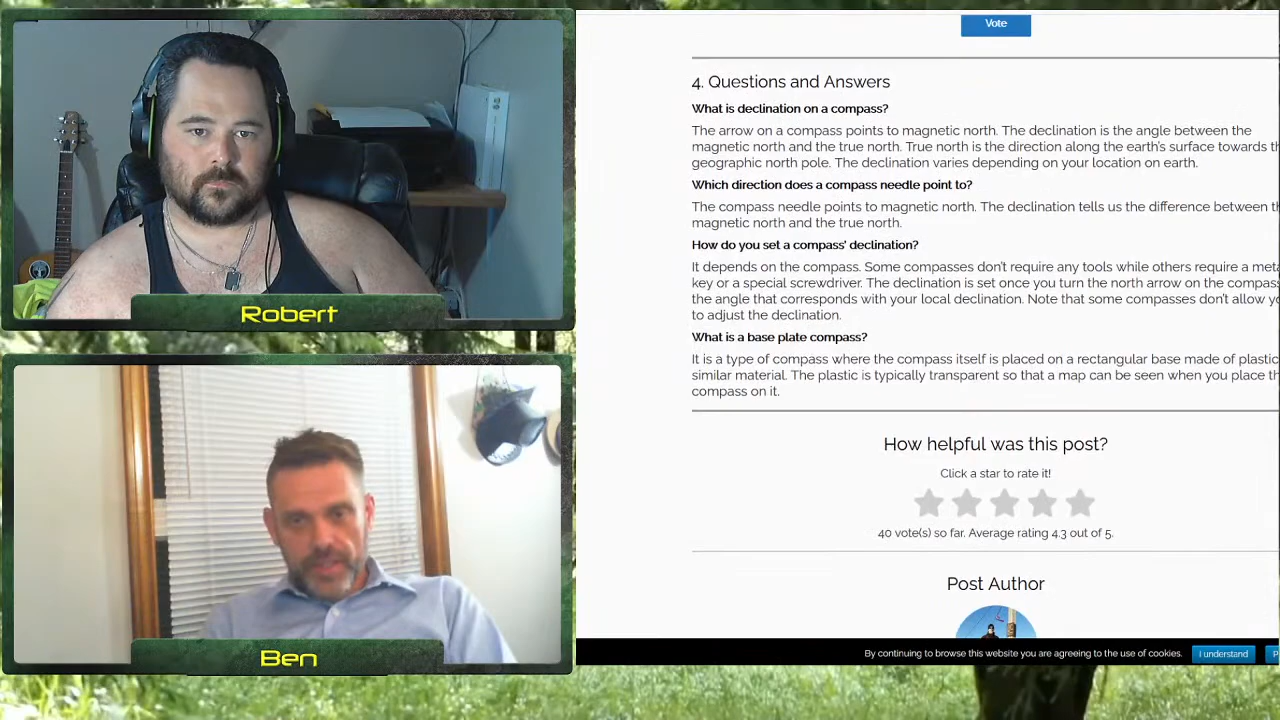 Robert
Ben
Vote
4. Questions and Answers
What is declination on a compass?
The arrow on a compass points to magnetic north. The declination is the angle between the
magnetic north and the true north. True north is the direction along the earth's surface towards
geographic north pole. The declination varies depending on your location on earth.
Which direction does a compass needle point to?
The compass needle points to magnetic north. The declination tells us the difference between
magnetic north and the true north.
How do you set a compass' declination?
It depends on the compass. Some compasses don't require any tools while others require a
key or a special screwdriver. The declination is set once you turn the north arrow on the compass
the angle that corresponds with your local declination. Note that some compasses don't allow
to adjust the declination.
What is a base plate compass?
It is a type of compass where the compass itself is placed on a rectangular base made of plastic
similar material. The plastic is typically transparent so that a map can be seen when you place
compass on it.
How helpful was this post?
Click a star to rate it!
40 vote(s) so far. Average rating 4.3 out of 5.
Post Author
By continuing to browse this website you are agreeing to the use of cookies.
I understand